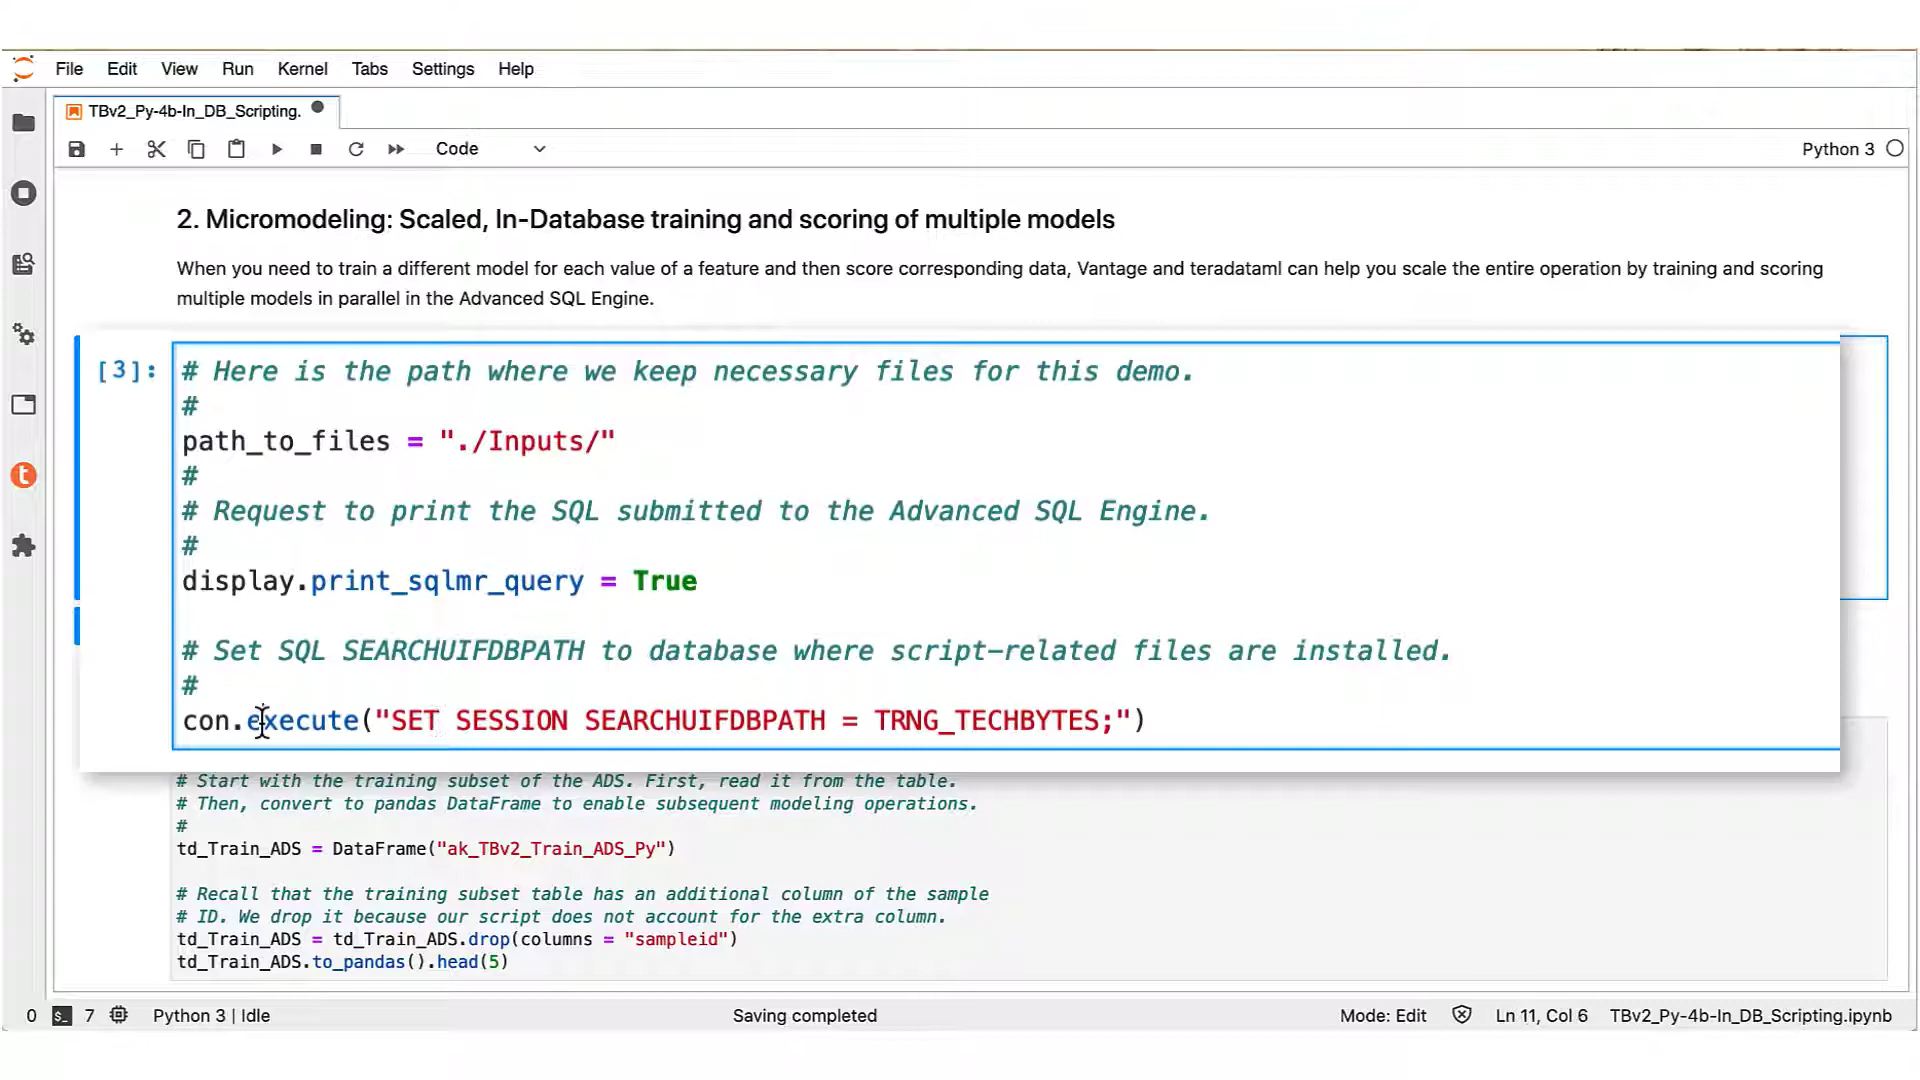 File Edit View Run Kernel Tabs Settings Help
TBv2_Py-4b-In_DB_Scripting.
Code
Python 3
2. Micromodeling: Scaled, In-Database training and scoring of multiple models
When you need to train a different model for each value of a feature and then score corresponding data, Vantage and teradataml can help you scale the entire operation by training and scoring
multiple models in parallel in the Advanced SQL Engine.
[3]:
# Here is the path where we keep necessary files for this demo.
#
path_to_files = "./Inputs/"
#
# Request to print the SQL submitted to the Advanced SQL Engine.
#
display.print_sqlmr_query = True
# Set SQL SEARCHUIFDBPATH to database where script-related files are installed.
#
con.execute("SET SESSION SEARCHUIFDBPATH = TRNG_TECHBYTES;")
# Start with the training subset of the ADS. First, read it from the table.
# Then, convert to pandas DataFrame to enable subsequent modeling operations.
#
td_Train_ADS = DataFrame("ak_TBv2_Train_ADS_Py")
# Recall that the training subset table has an additional column of the sample
# ID. We drop it because our script does not account for the extra column.
td_Train_ADS = td_Train_ADS.drop(columns = "sampleid")
td_Train_ADS.to_pandas().head(5)
0 $_ 7 Python 3 | Idle Saving completed Mode: Edit Ln 11, Col 6 TBv2_Py-4b-In_DB_Scripting.ipynb